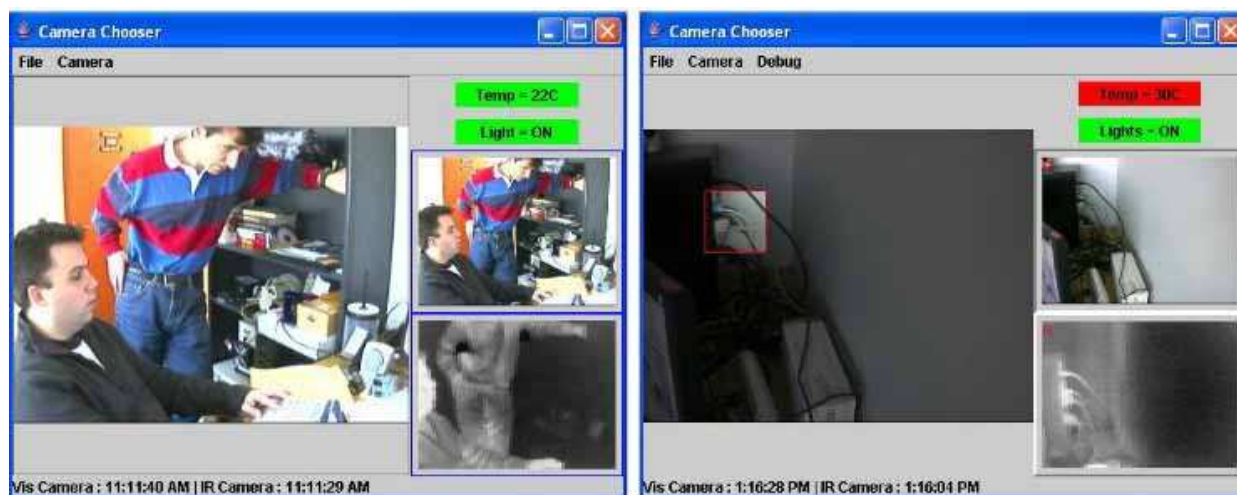 Camera Chooser
File Camera
Temp = 22C
Light = ON
Vis Camera : 11:11:40 AM | IR Camera : 11:11:29 AM
Camera Chooser
File Camera Debug
Temp = 30C
Lights = ON
Vis Camera : 1:16:28 PM | IR Camera : 1:16:04 PM